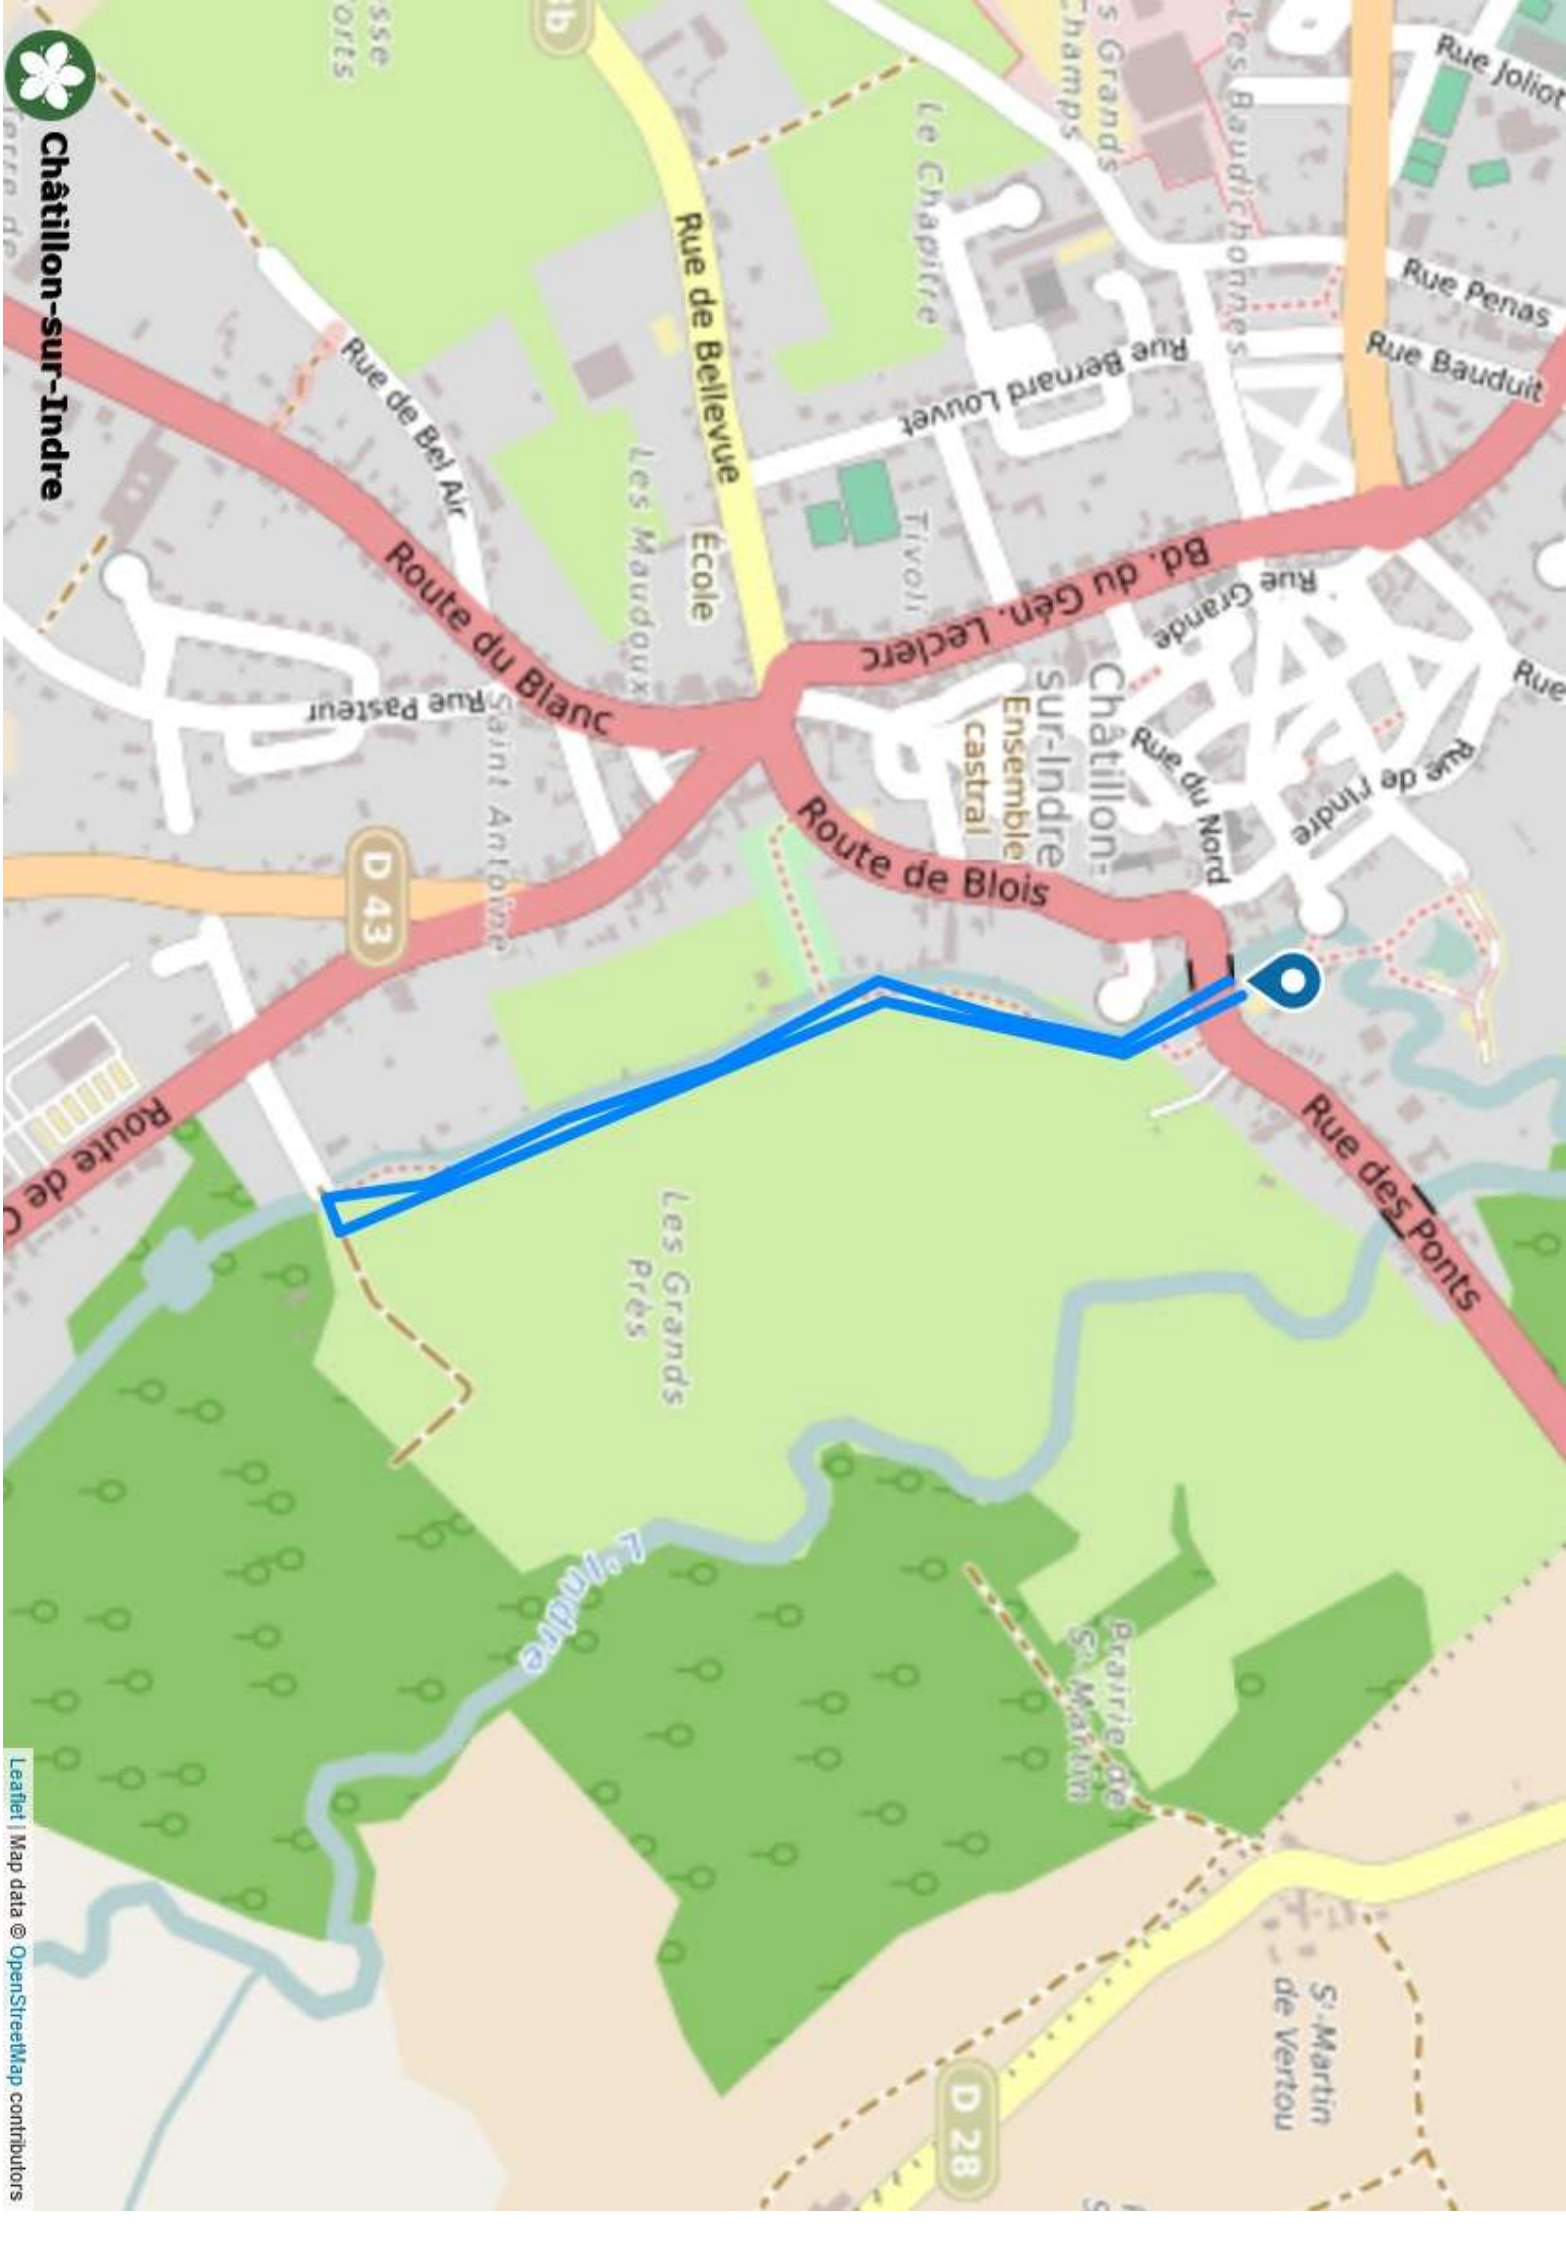 Châtillon-sur-Indre
Rue Joliot
Rue Penas
Rue Bauduit
Les Baudichonnes
s Grands
Champs
Le Chapitre
Rue Bernard Louvet
Rue de Bellevue
Rue de Bel Air
Les Maudoux
École
Tivoli
Bd. du Gén. Leclerc
Rue Grande
Rue
Châtillon-
sur-Indre
Ensemble
castral
Rue du Nord
Rue de l'Indre
Route du Blanc
Rue Pasteur
Saint Antoine
Route de Blois
D 43
Route de C
Rue des Ponts
Les Grands
Près
L'Indre
Prairie de
St Martin
St-Martin
de Vertou
D 28
Leaflet | Map data © OpenStreetMap contributors